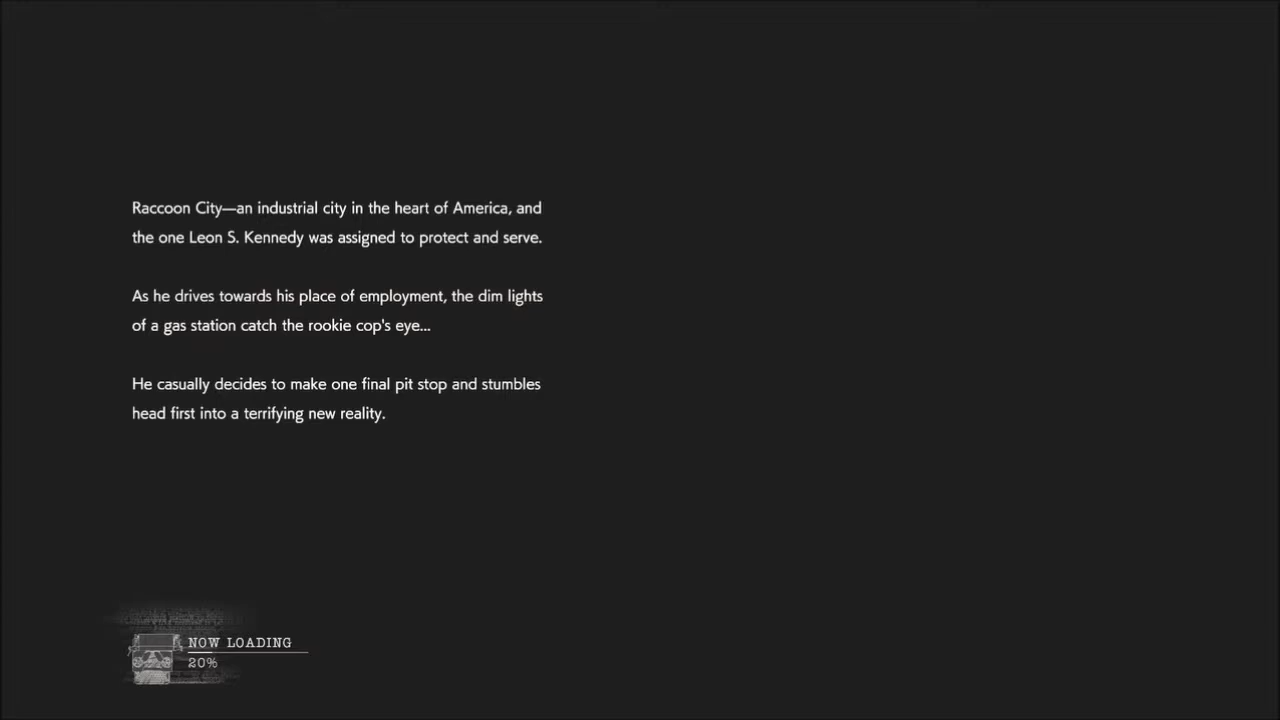 Raccoon City—an industrial city in the heart of America, and
the one Leon S. Kennedy was assigned to protect and serve.
As he drives towards his place of employment, the dim lights
of a gas station catch the rookie cop's eye...
He casually decides to make one final pit stop and stumbles
head first into a terrifying new reality.
NOW LOADING
20%